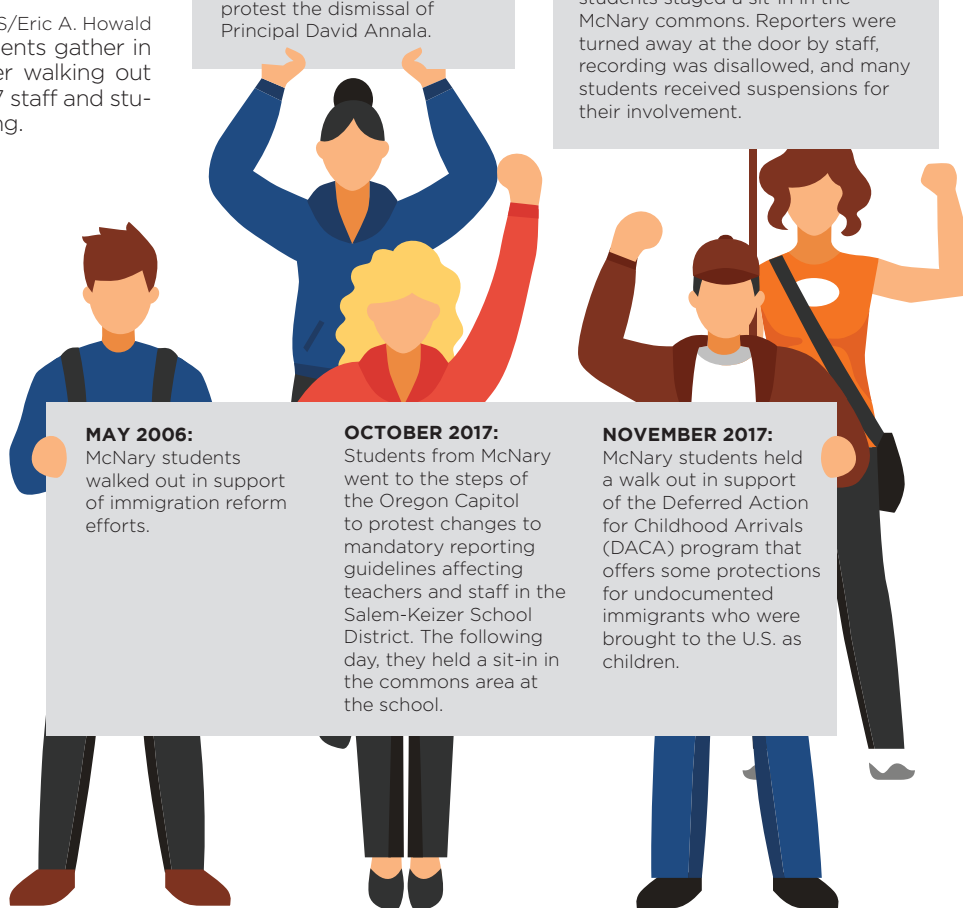 S/Eric A. Howald
ents gather in
er walking out
7 staff and stu-
ng.
protest the dismissal of
Principal David Annala.
students staged a sit-in in the
McNary commons. Reporters were
turned away at the door by staff,
recording was disallowed, and many
students received suspensions for
their involvement.
MAY 2006:
McNary students
walked out in support
of immigration reform
efforts.
OCTOBER 2017:
Students from McNary
went to the steps of
the Oregon Capitol
to protest changes to
mandatory reporting
guidelines affecting
teachers and staff in the
Salem-Keizer School
District. The following
day, they held a sit-in in
the commons area at
the school.
NOVEMBER 2017:
McNary students held
a walk out in support
of the Deferred Action
for Childhood Arrivals
(DACA) program that
offers some protections
for undocumented
immigrants who were
brought to the U.S. as
children.